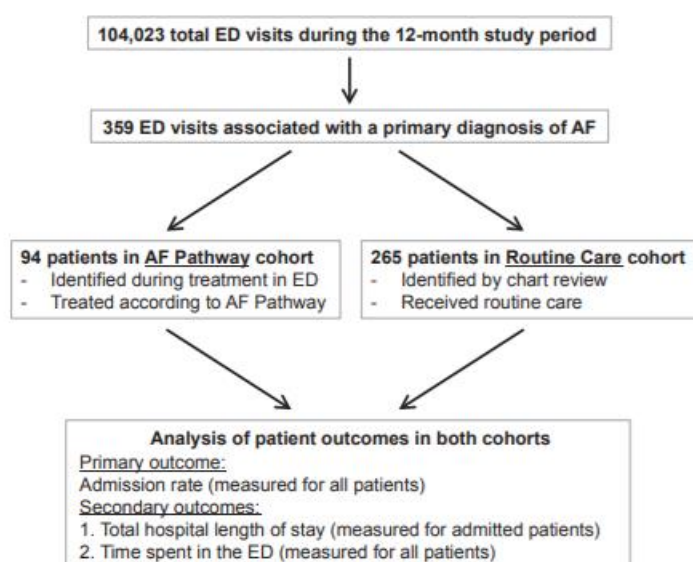 104,023 total ED visits during the 12-month study period
359 ED visits associated with a primary diagnosis of AF
94 patients in AF Pathway cohort
- Identified during treatment in ED
- Treated according to AF Pathway
265 patients in Routine Care cohort
- Identified by chart review
- Received routine care
Analysis of patient outcomes in both cohorts
Primary outcome:
Admission rate (measured for all patients)
Secondary outcomes:
1. Total hospital length of stay (measured for admitted patients)
2. Time spent in the ED (measured for all patients)